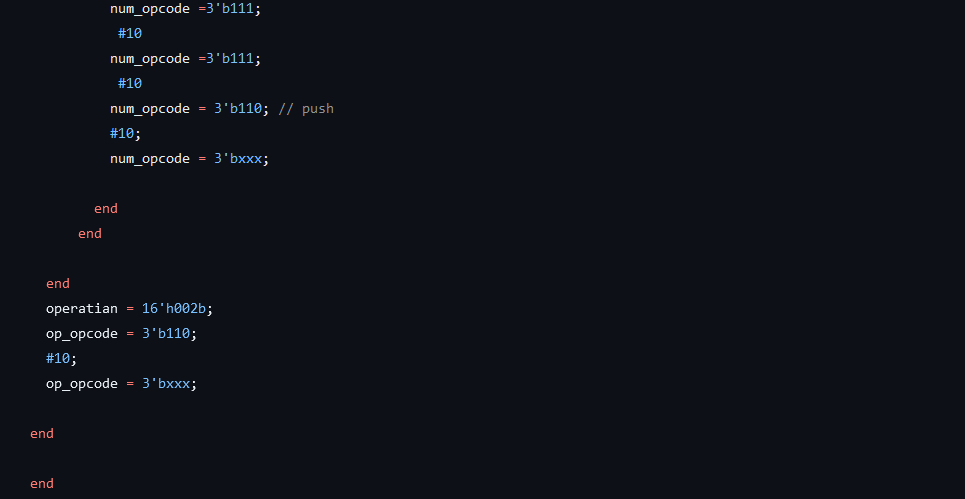 num_opcode =3'b111;
#10
num_opcode =3'b111;
#10
num_opcode = 3'b110; // push
#10;
num_opcode = 3'bxxx;
end
end
end
operatian = 16'h002b;
op_opcode = 3'b110;
#10;
op_opcode = 3'bxxx;
end
end